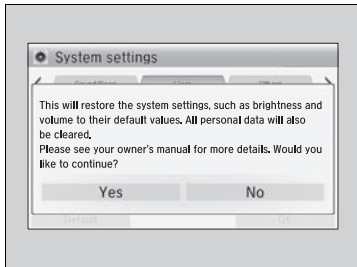 System settings
This will restore the system settings, such as brightness and
volume to their default values. All personal data will also
be cleared.
Please see your owner's manual for more details. Would you
like to continue?
Yes
No
Default
OK